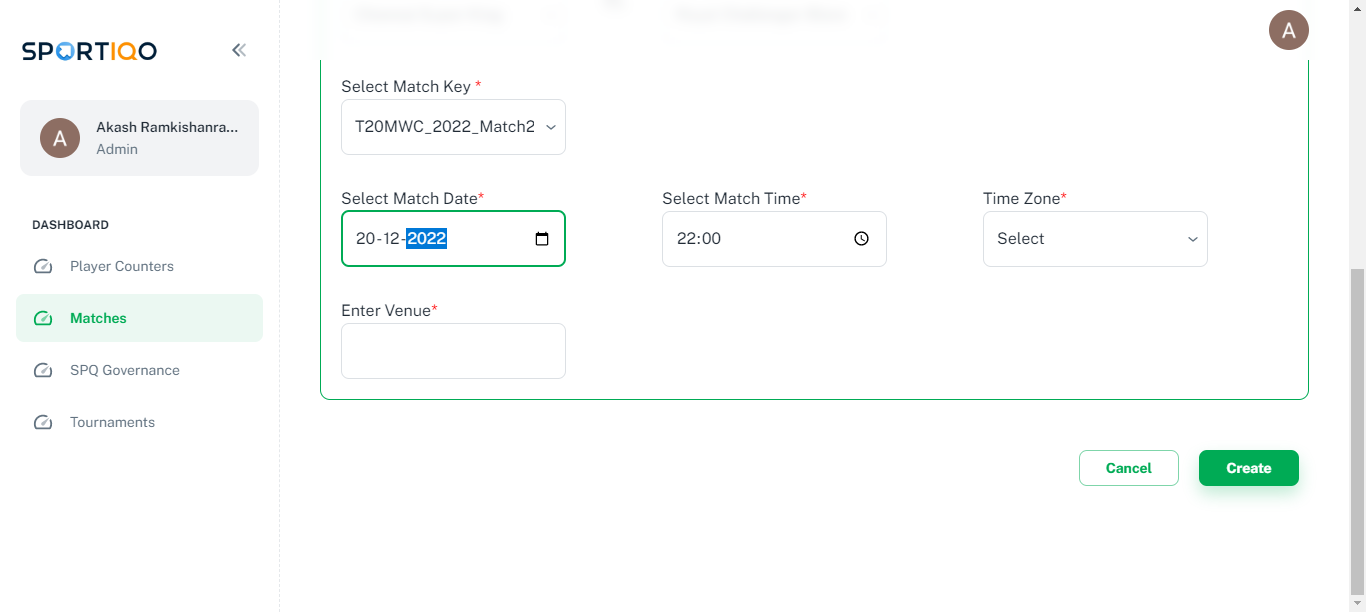 SPORTIQO
A
A
Akash Ramkishanra...
Admin
DASHBOARD
Player Counters
Matches
SPQ Governance
Tournaments
Select Match Key *
T20MWC_2022_Match2
Select Match Date* Select Match Time* Time Zone*
20-12-2022 22:00 Select
Enter Venue*
Cancel Create